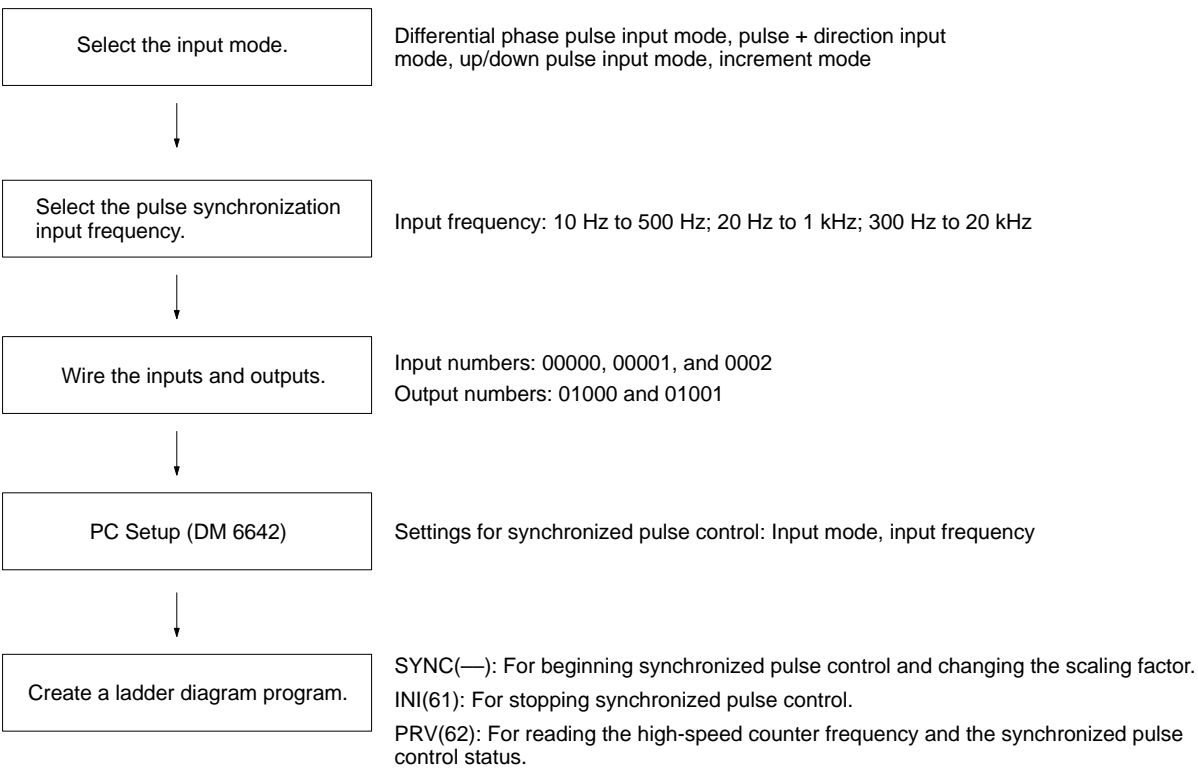 Select the input mode.
Differential phase pulse input mode, pulse + direction input
mode, up/down pulse input mode, increment mode
Select the pulse synchronization
input frequency.
Input frequency: 10 Hz to 500 Hz; 20 Hz to 1 kHz; 300 Hz to 20 kHz
Wire the inputs and outputs.
Input numbers: 00000, 00001, and 0002
Output numbers: 01000 and 01001
PC Setup (DM 6642)
Settings for synchronized pulse control: Input mode, input frequency
Create a ladder diagram program.
SYNC(––): For beginning synchronized pulse control and changing the scaling factor.
INI(61): For stopping synchronized pulse control.
PRV(62): For reading the high-speed counter frequency and the synchronized pulse
control status.